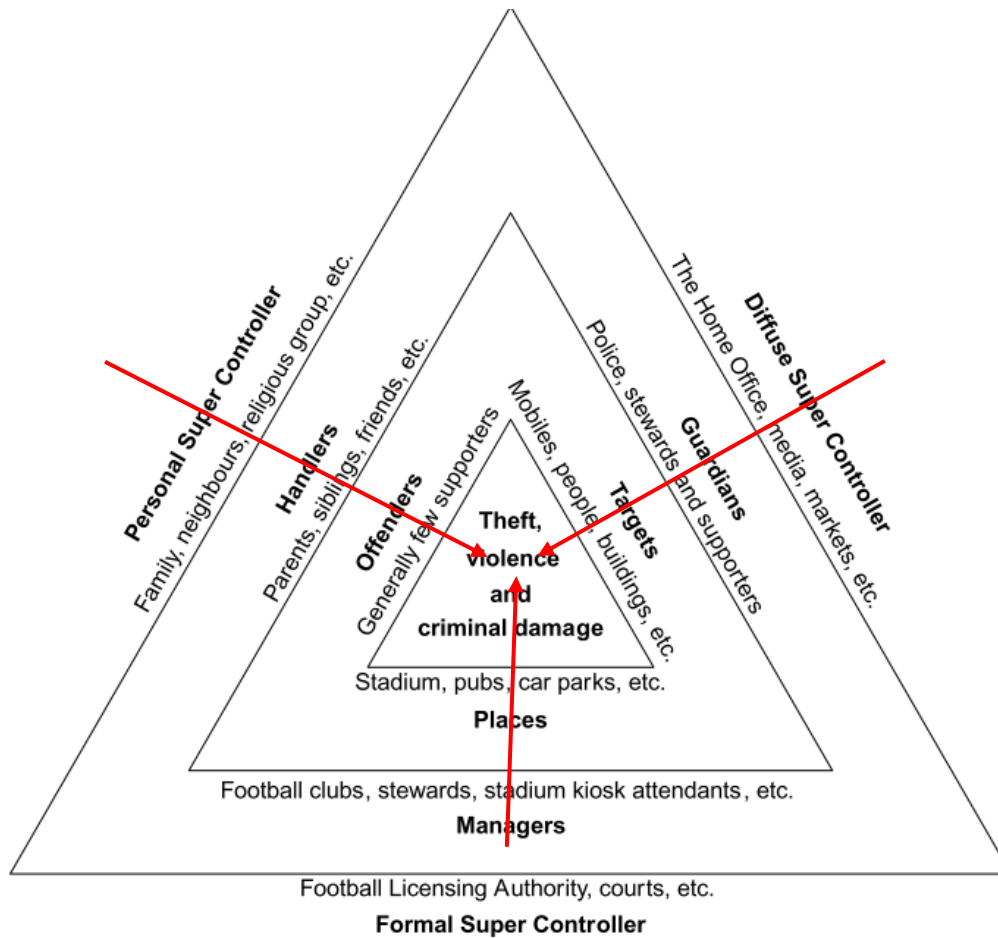 Personal Super Controller
Family, neighbours, religious group, etc.
Handlers
Parents, siblings, friends, etc.
Offenders
Generally few supporters
Diffuse Super Controller
The Home Office, media, markets, etc.
Guardians
Police, stewards and supporters
Targets
Mobiles, people, buildings, etc.
Theft,
violence
and
criminal damage
Stadium, pubs, car parks, etc.
Places
Football clubs, stewards, stadium kiosk attendants, etc.
Managers
Football Licensing Authority, courts, etc.
Formal Super Controller